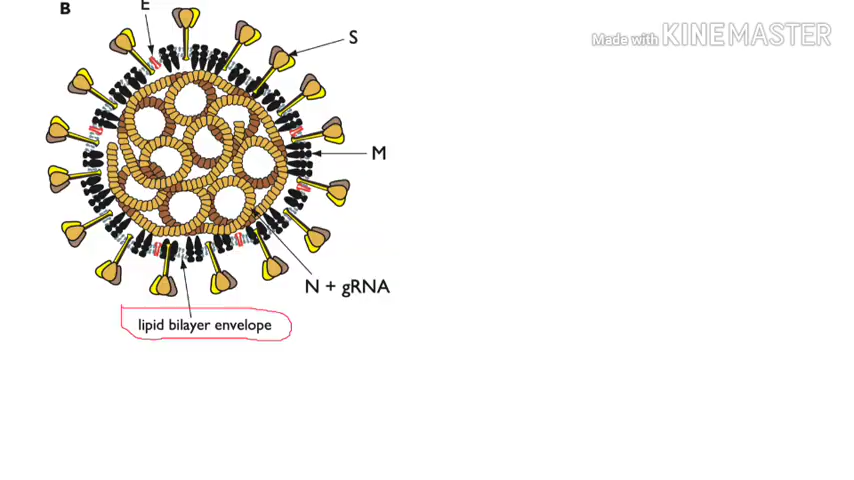 B
E
S
Made with KINEMASTER
M
N + gRNA
lipid bilayer envelope